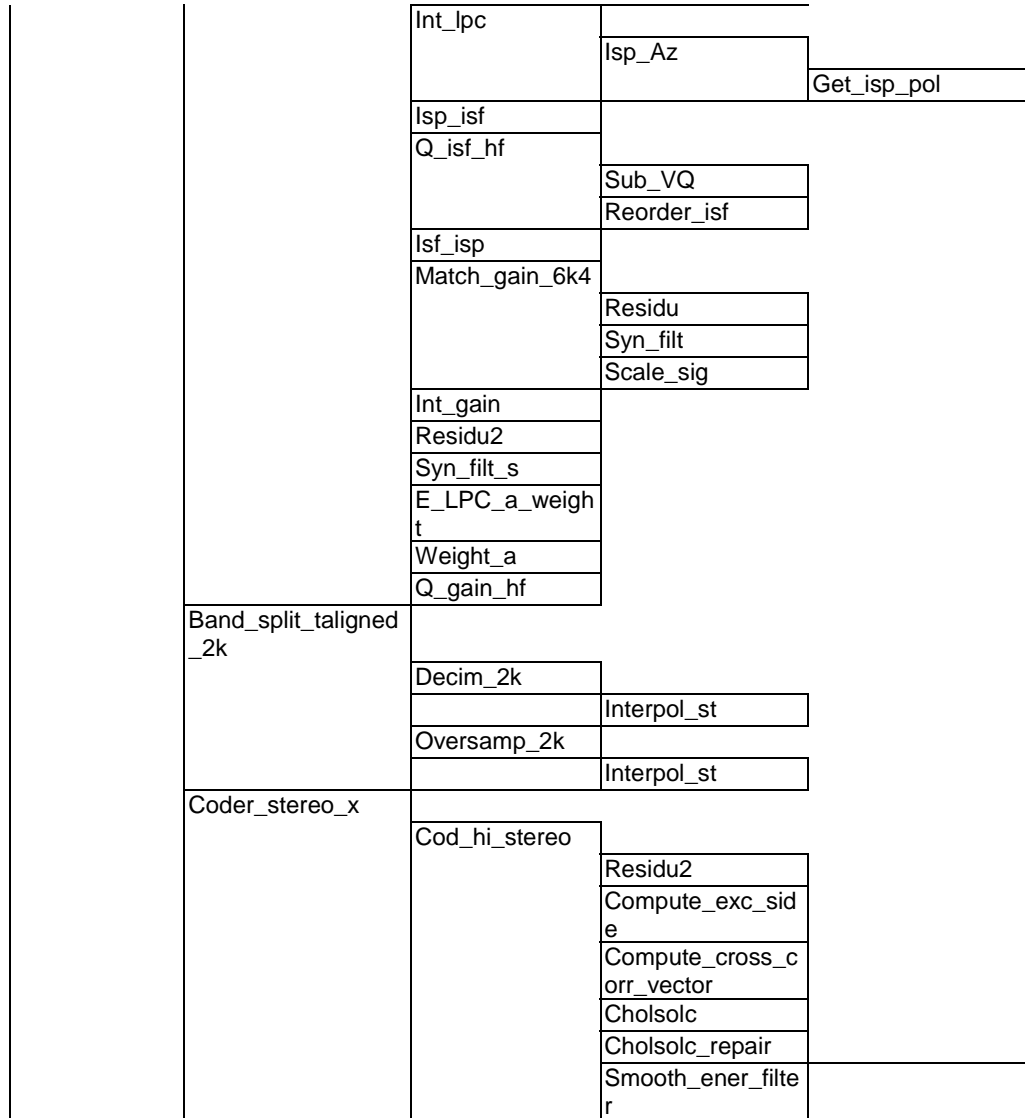 Int_lpc
Isp_Az
Get_isp_pol
Isp_isf
Q_isf_hf
Sub_VQ
Reorder_isf
Isf_isp
Match_gain_6k4
Residu
Syn_filt
Scale_sig
Int_gain
Residu2
Syn_filt_s
E_LPC_a_weigh
t
Weight_a
Q_gain_hf
Band_split_taligned
_2k
Decim_2k
Interpol_st
Oversamp_2k
Interpol_st
Coder_stereo_x
Cod_hi_stereo
Residu2
Compute_exc_sid
e
Compute_cross_c
orr_vector
Cholsolc
Cholsolc_repair
Smooth_ener_filte
r